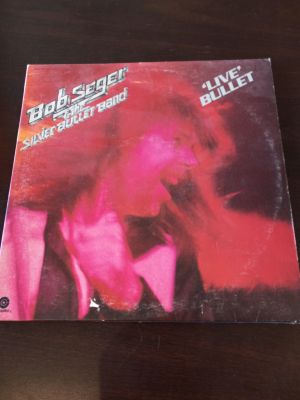 Bob Seger
and the
Silver Bullet Band
'LIVE'
BULLET